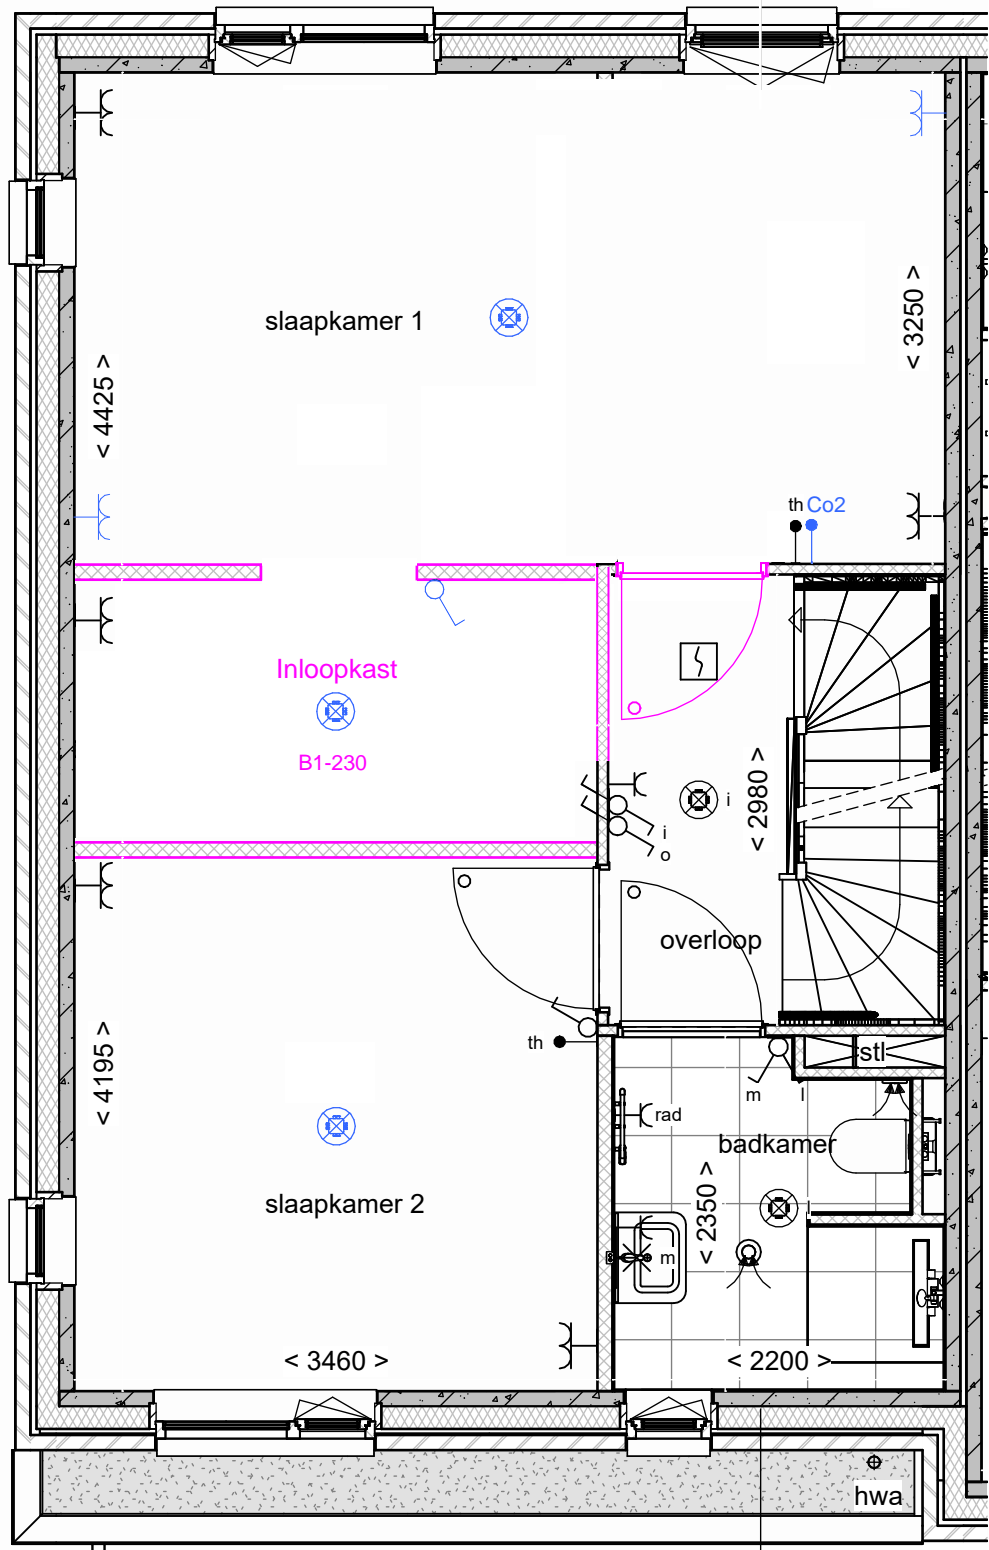 slaapkamer 1
< 4425 >
< 3250 >
th Co2
Inloopkast
B1-230
i
< 2980 >
i
o
overloop
th
stl
m
l
< 4195 >
rad
badkamer
slaapkamer 2
< 2350 >
m
< 3460 >
< 2200 >
hwa